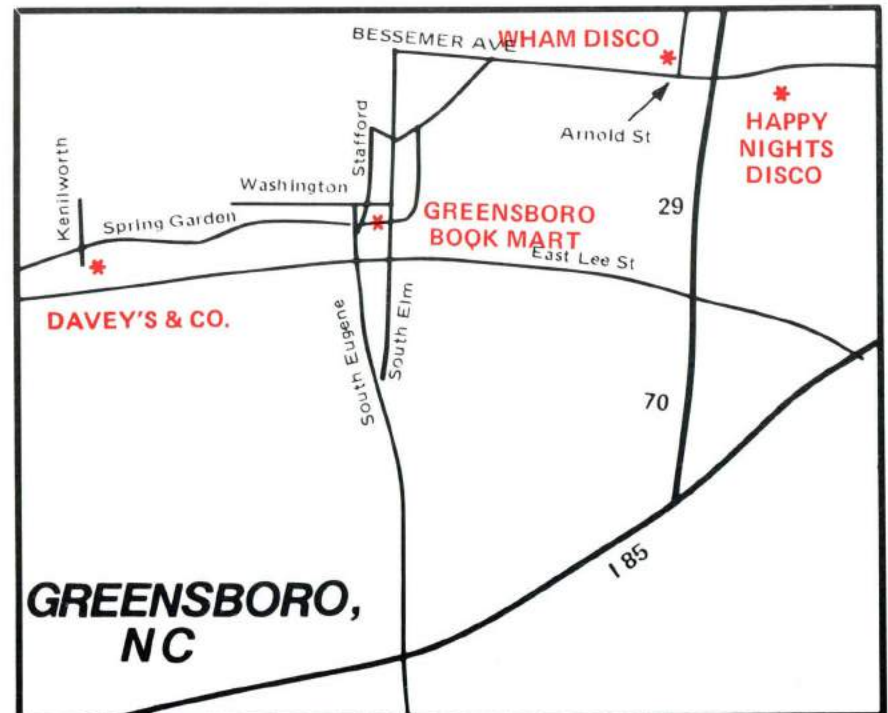 BESSEMER AVE
WHAM DISCO
Arnold St
HAPPY
NIGHTS
DISCO
Stafford
Kenilworth
Washington
Spring Garden
GREENSBORO
BOOK MART
29
East Lee St
DAVEY'S & CO.
South Eugene
South Elm
70
I 85
GREENSBORO,
NC